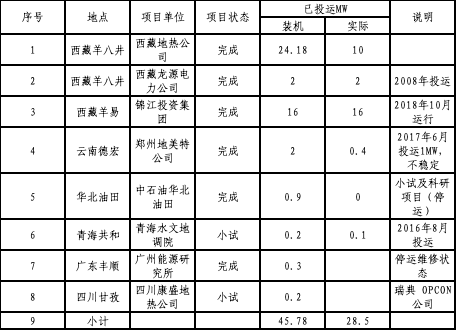 序号 地点 项目单位 项目状态 已投运MW 说明
装机 实际
1 西藏羊八井 西藏地热公司 完成 24.18 10
2 西藏羊八井 西藏龙源电力公司 完成 2 2 2008年投运
3 西藏羊易 锦江投资集团 完成 16 16 2018年10月运行
4 云南德宏 郑州地美特公司 完成 2 0.4 2017年6月投运1MW,不稳定
5 华北油田 中石油华北油田 完成 0.9 0 小试及科研项目（停运）
6 青海共和 青海水文地调院 小试 0.2 0.1 2016年8月投运
7 广东丰顺 广州能源研究所 完成 0.3 停运维修状态
8 四川甘孜 四川康盛地热公司 小试 0.2 瑞典 OPCON公司
9 小计 45.78 28.5